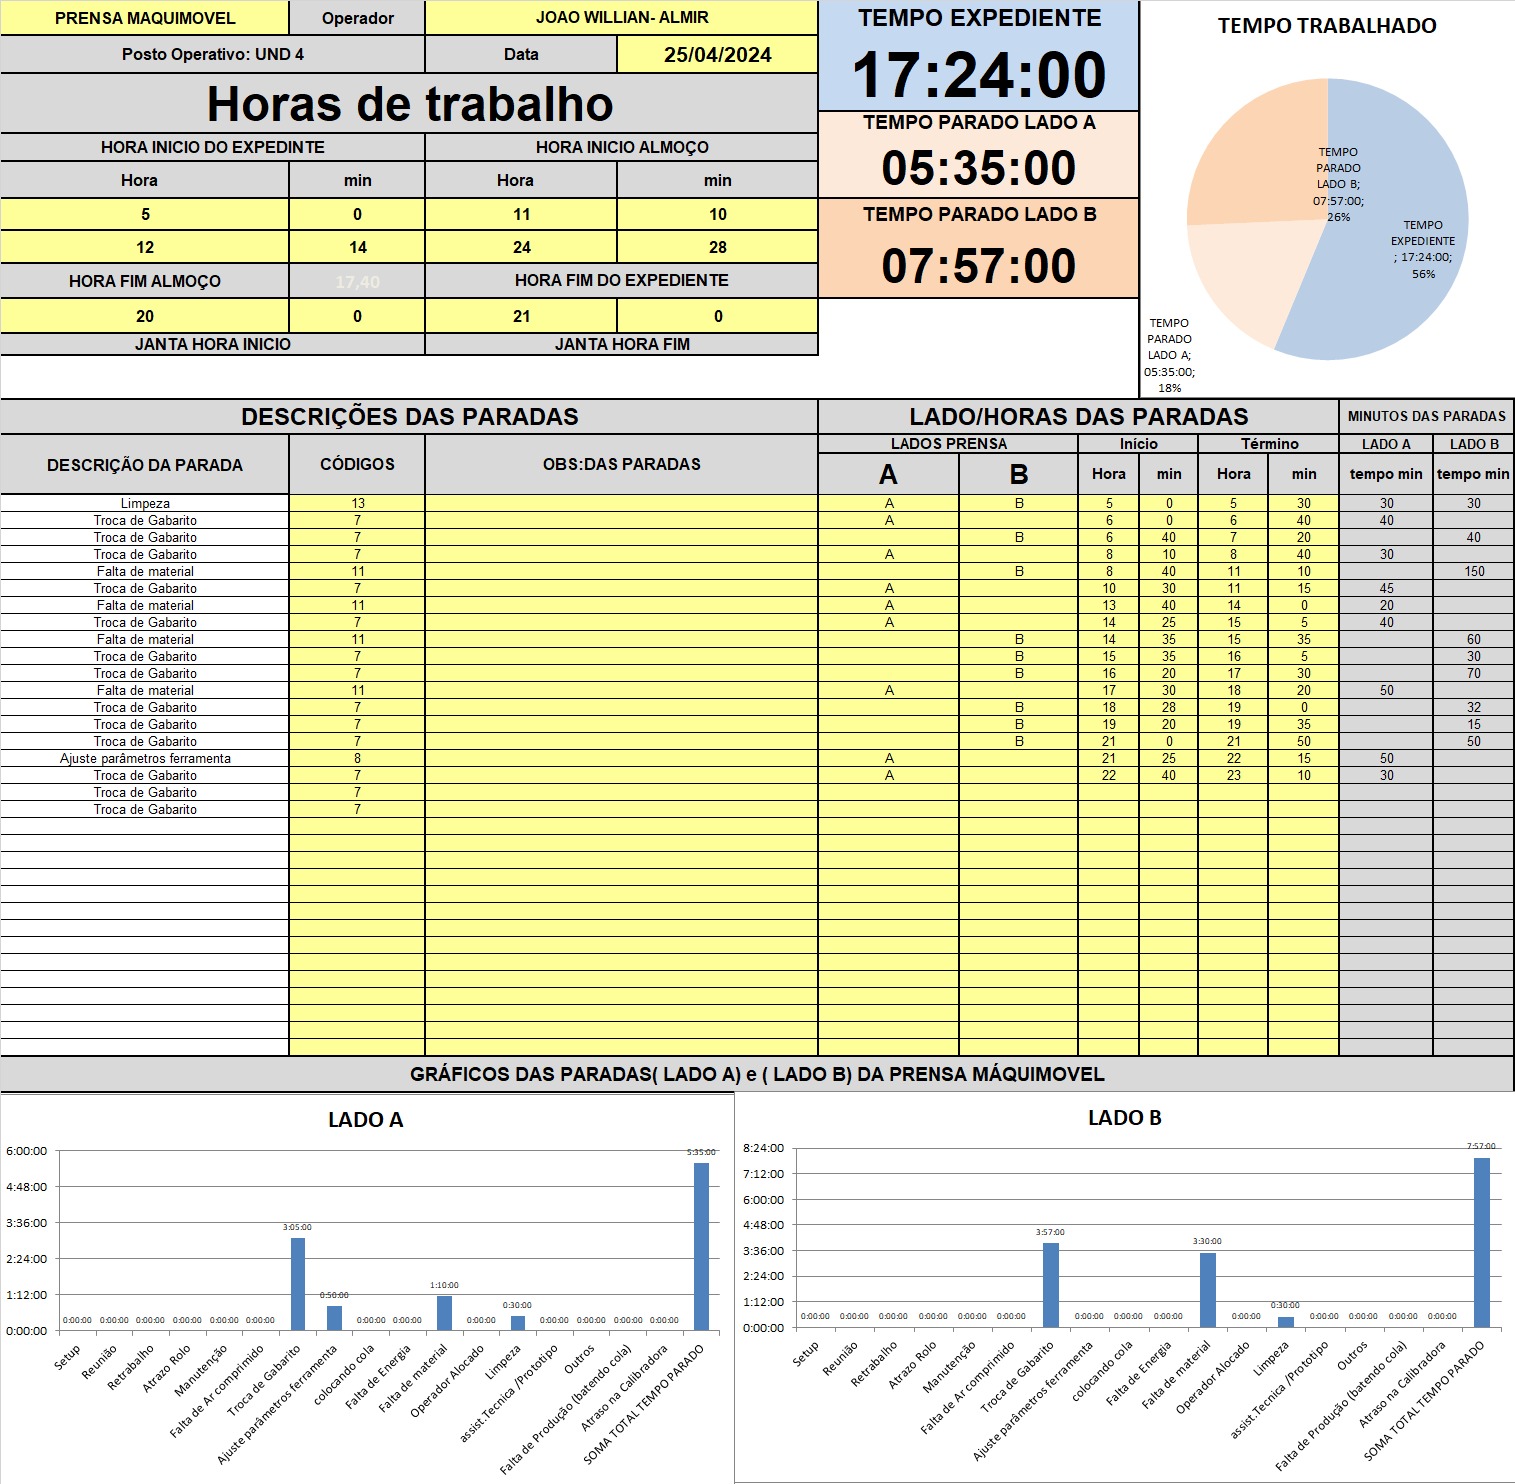 PRENSA MAQUIMOVEL Operador JOAO WILLIAN- ALMIR
Posto Operativo: UND 4 Data 25/04/2024
Horas de trabalho
HORA INICIO DO EXPEDINTE HORA INICIO ALMOÇO
Hora min Hora min
5 0 11 10
12 14 24 28
HORA FIM ALMOÇO 17,40 HORA FIM DO EXPEDIENTE
20 0 21 0
JANTA HORA INICIO JANTA HORA FIM
TEMPO EXPEDIENTE
17:24:00
TEMPO PARADO LADO A
05:35:00
TEMPO PARADO LADO B
07:57:00
TEMPO TRABALHADO
TEMPO
PARADO
LADO B;
07:57:00;
26%
TEMPO
EXPEDIENTE
; 17:24:00;
56%
TEMPO
PARADO
LADO A;
05:35:00;
18%
DESCRIÇÕES DAS PARADAS LADO/HORAS DAS PARADAS MINUTOS DAS PARADAS
LADOS PRENSA Início Término LADO A LADO B
DESCRIÇÃO DA PARADA CÓDIGOS OBS:DAS PARADAS A B Hora min Hora min tempo min tempo min
Limpeza 13 A B 5 0 5 30 30 30
Troca de Gabarito 7 A 6 0 6 40 40
Troca de Gabarito 7 B 6 40 7 20 40
Troca de Gabarito 7 A 8 10 8 40 30
Falta de material 11 B 8 40 11 10 150
Troca de Gabarito 7 A 10 30 11 15 45
Falta de material 11 A 13 40 14 0 20
Troca de Gabarito 7 A 14 25 15 5 40
Falta de material 11 B 14 35 15 35 60
Troca de Gabarito 7 B 15 35 16 5 30
Troca de Gabarito 7 B 16 20 17 30 70
Falta de material 11 A 17 30 18 20 50
Troca de Gabarito 7 B 18 28 19 0 32
Troca de Gabarito 7 B 19 20 19 35 15
Troca de Gabarito 7 B 21 0 21 50 50
Ajuste parâmetros ferramenta 8 A 21 25 22 15 50
Troca de Gabarito 7 A 22 40 23 10 30
Troca de Gabarito 7
Troca de Gabarito 7
GRÁFICOS DAS PARADAS( LADO A) e ( LADO B) DA PRENSA MÁQUIMOVEL
LADO A
6:00:00
4:48:00
3:36:00
2:24:00
1:12:00
0:00:00
0:00:00 0:00:00 0:00:00 0:00:00 0:00:00 0:00:00 3:05:00 0:50:00 0:00:00 0:00:00 1:10:00 0:00:00 0:30:00 0:00:00 0:00:00 0:00:00 0:00:00 5:35:00
Setup
Reunião
Retrabalho
Atrazo Rolo
Manutenção
Falta de Ar comprimido
Troca de Gabarito
Ajuste parâmetros ferramenta
colocando cola
Falta de Energia
Falta de material
Operador Alocado
Limpeza
assist.Tecnica /Prototipo
Outros
Falta de Produção (batendo cola)
Atraso na Calibradora
SOMA TOTAL TEMPO PARADO
LADO B
8:24:00
7:12:00
6:00:00
4:48:00
3:36:00
2:24:00
1:12:00
0:00:00
0:00:00 0:00:00 0:00:00 0:00:00 0:00:00 0:00:00 3:57:00 0:00:00 0:00:00 0:00:00 3:30:00 0:00:00 0:30:00 0:00:00 0:00:00 0:00:00 0:00:00 7:57:00
Setup
Reunião
Retrabalho
Atrazo Rolo
Manutenção
Falta de Ar comprimido
Troca de Gabarito
Ajuste parâmetros ferramenta
colocando cola
Falta de Energia
Falta de material
Operador Alocado
Limpeza
assist.Tecnica /Prototipo
Outros
Falta de Produção (batendo cola)
Atraso na Calibradora
SOMA TOTAL TEMPO PARADO